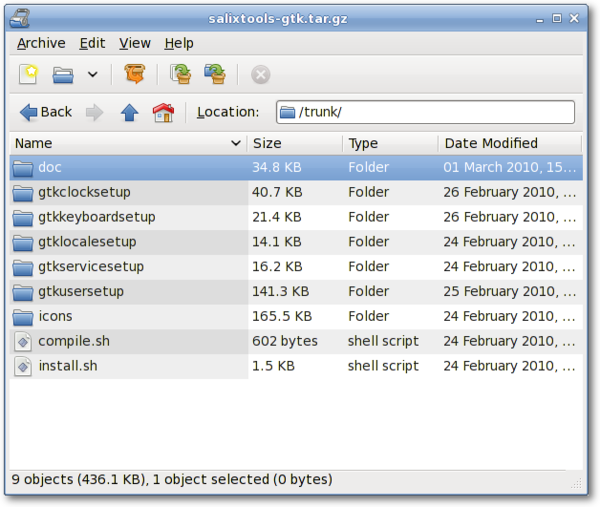 salixtools-gtk.tar.gz
Archive Edit View Help
Back Location: /trunk/
Name Size Type Date Modified
doc 34.8 KB Folder 01 March 2010, 15...
gtkclocksetup 40.7 KB Folder 26 February 2010, ...
gtkkeyboardsetup 21.4 KB Folder 26 February 2010, ...
gtklocalesetup 14.1 KB Folder 24 February 2010, ...
gtkservicesetup 16.2 KB Folder 24 February 2010, ...
gtkusersetup 141.3 KB Folder 25 February 2010, ...
icons 165.5 KB Folder 24 February 2010, ...
compile.sh 602 bytes shell script 24 February 2010, ...
install.sh 1.5 KB shell script 24 February 2010, ...
9 objects (436.1 KB), 1 object selected (0 bytes)